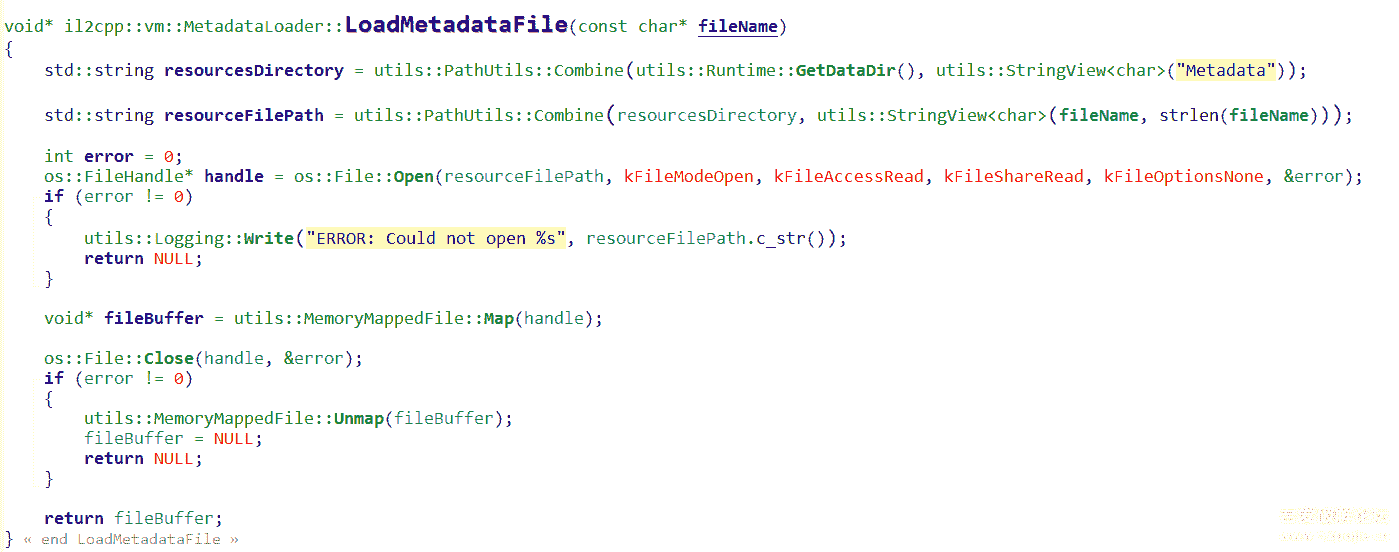 void* il2cpp::vm::MetadataLoader::LoadMetadataFile(const char* fileName)
{
    std::string resourcesDirectory = utils::PathUtils::Combine(utils::Runtime::GetDataDir(), utils::StringView<char>("Metadata"));
    std::string resourceFilePath = utils::PathUtils::Combine(resourcesDirectory, utils::StringView<char>(fileName, strlen(fileName)));
    int error = 0;
    os::FileHandle* handle = os::File::Open(resourceFilePath, kFileModeOpen, kFileAccessRead, kFileShareRead, kFileOptionsNone, &error);
    if (error != 0)
    {
        utils::Logging::Write("ERROR: Could not open %s", resourceFilePath.c_str());
        return NULL;
    }
    void* fileBuffer = utils::MemoryMappedFile::Map(handle);
    os::File::Close(handle, &error);
    if (error != 0)
    {
        utils::MemoryMappedFile::Unmap(fileBuffer);
        fileBuffer = NULL;
        return NULL;
    }
    return fileBuffer;
} « end LoadMetadataFile »